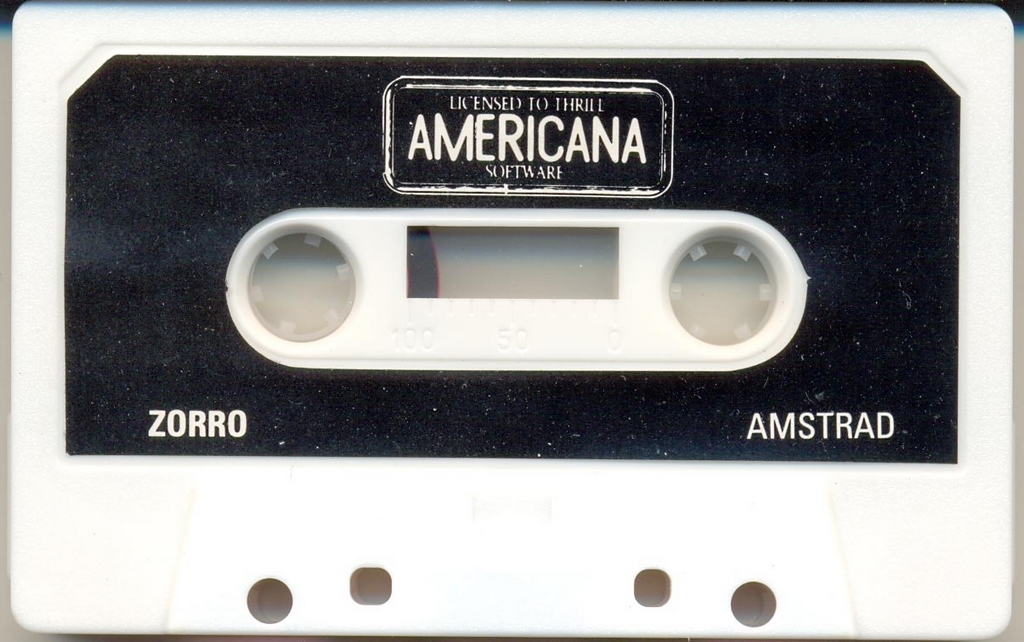 LICENSED TO THRILL
AMERICANA
SOFTWARE
100 50 0
ZORRO
AMSTRAD